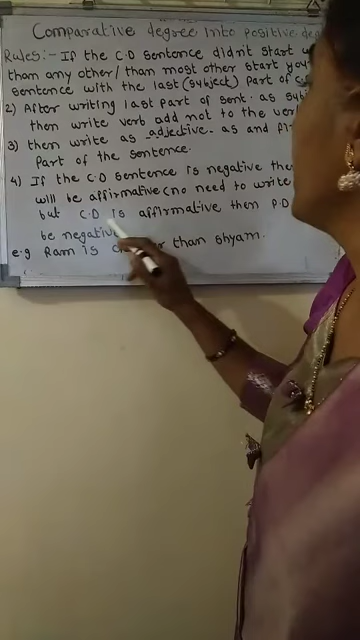 Comparative degree into positive deg
Rules:- If the C.D sentence didn't start
than any other/than most other start you
sentence with the last (subject) part of C.
2) After writing last part of sent. as sub
then write verb add not to the ver
3) then write as adjective as and
part of the sentence.
4) If the C.D sentence is negative the
will be affirmative (no need to write
but C.D is affirmative then P.D
be negative
e.g Ram is than Shyam.